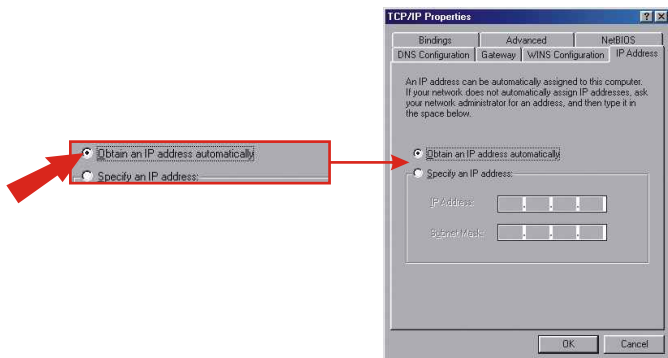 TCP/IP Properties
Bindings Advanced NetBIOS
DNS Configuration Gateway WINS Configuration IP Address
An IP address can be automatically assigned to this computer.
If your network does not automatically assign IP addresses, ask
your network administrator for an address, and then type it in
the space below.
Obtain an IP address automatically
Specify an IP address:
IP Address:
Subnet Mask:
OK Cancel
Obtain an IP address automatically
Specify an IP address: